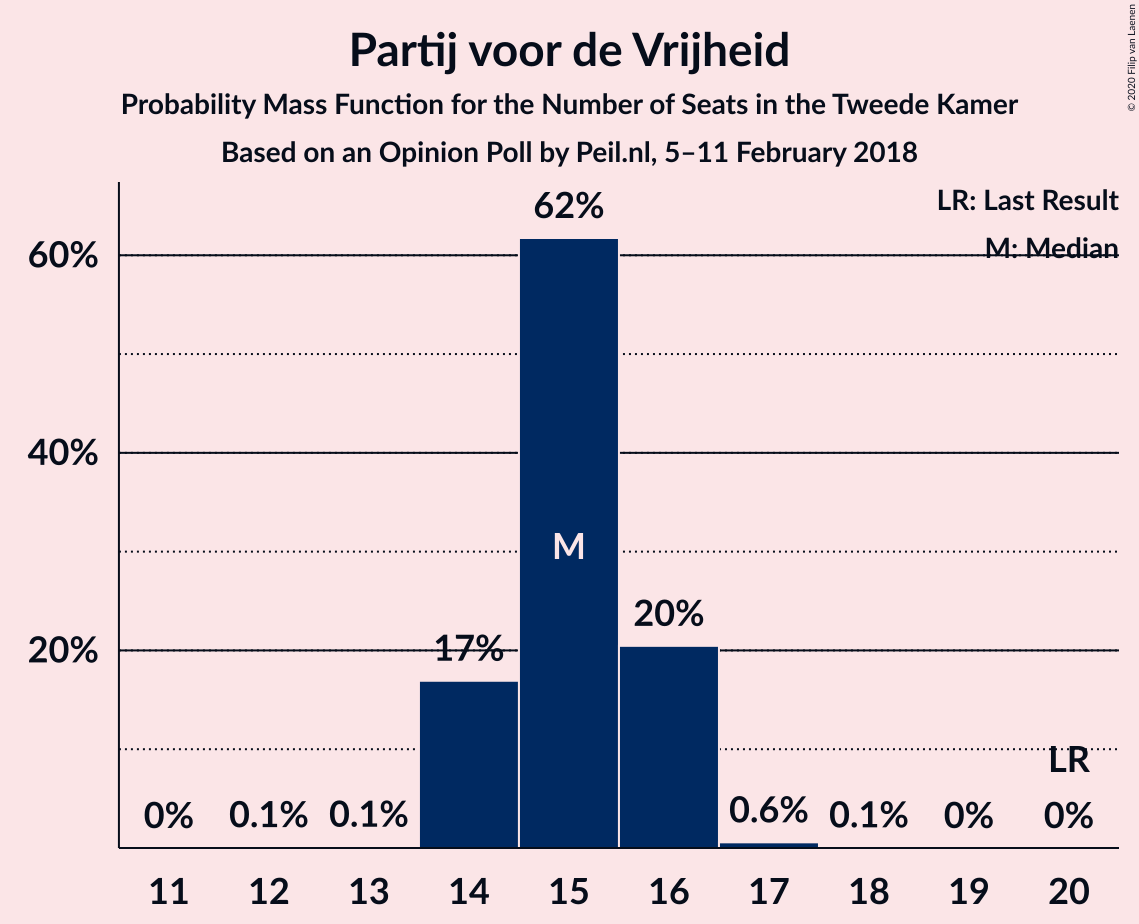 Partij voor de Vrijheid
Probability Mass Function for the Number of Seats in the Tweede Kamer
Based on an Opinion Poll by Peil.nl, 5–11 February 2018
© 2020 Filip van Laenen
LR: Last Result
M: Median
60%
40%
20%
0%
0.1%
0.1%
17%
62%
M
20%
0.6%
0.1%
0%
LR
0%
11 12 13 14 15 16 17 18 19 20